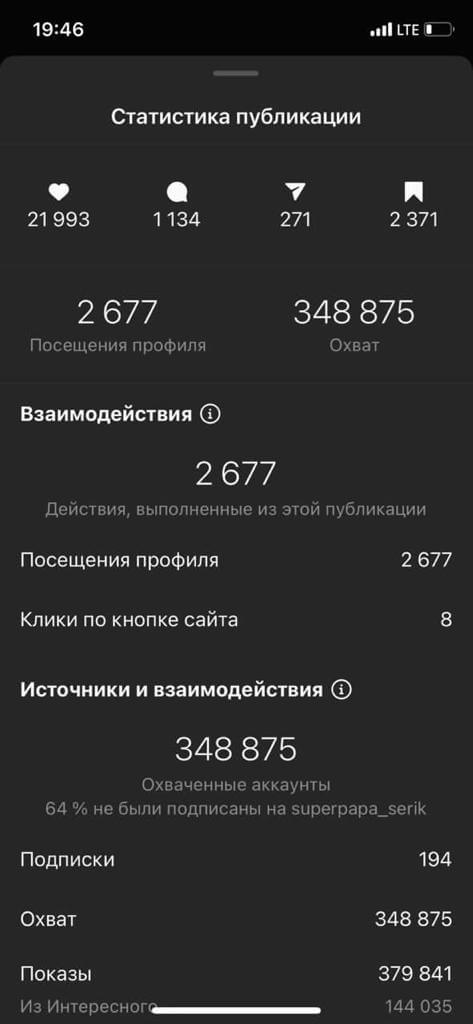 19:46
LTE
Статистика публикации
21 993
1 134
271
2 371
2 677
348 875
Посещения профиля
Охват
Взаимодействия
2 677
Действия, выполненные из этой публикации
Посещения профиля 2 677
Клики по кнопке сайта 8
Источники и взаимодействия
348 875
Охваченные аккаунты
64 % не были подписаны на superpapa_serik
Подписки 194
Охват 348 875
Показы 379 841
Из Интересного 144 035